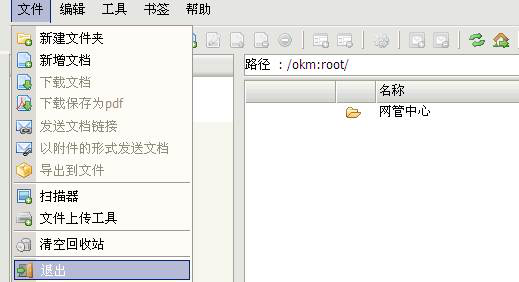 文件 编辑 工具 书签 帮助
新建文件夹
新增文档
下载文档
下载保存为pdf
发送文档链接
以附件的形式发送文档
导出到文件
扫描器
文件上传工具
清空回收站
退出
路径 : /okm:root/
名称
网管中心